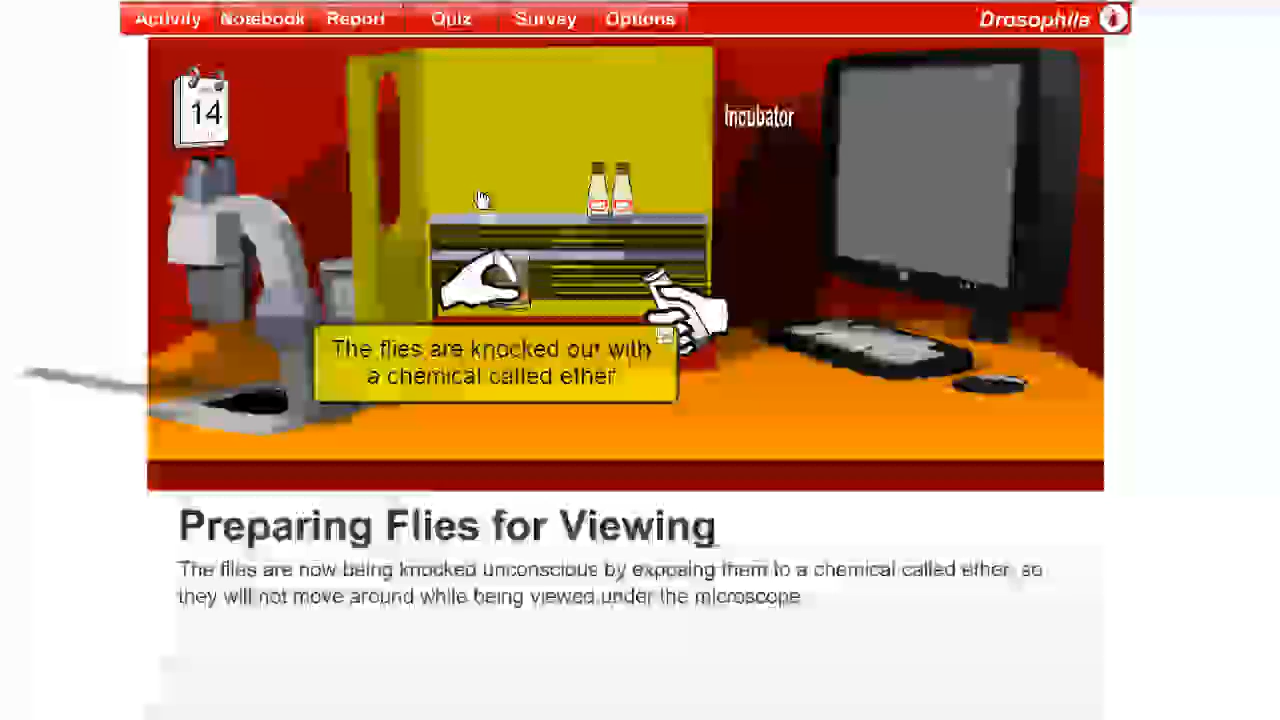 Activity Notebook Report Quiz Survey Options Drosophila
14
Incubator
The flies are knocked out with
a chemical called ether
Preparing Flies for Viewing
The flies are now being knocked unconscious by exposing them to a chemical called ether, so
they will not move around while being viewed under the microscope